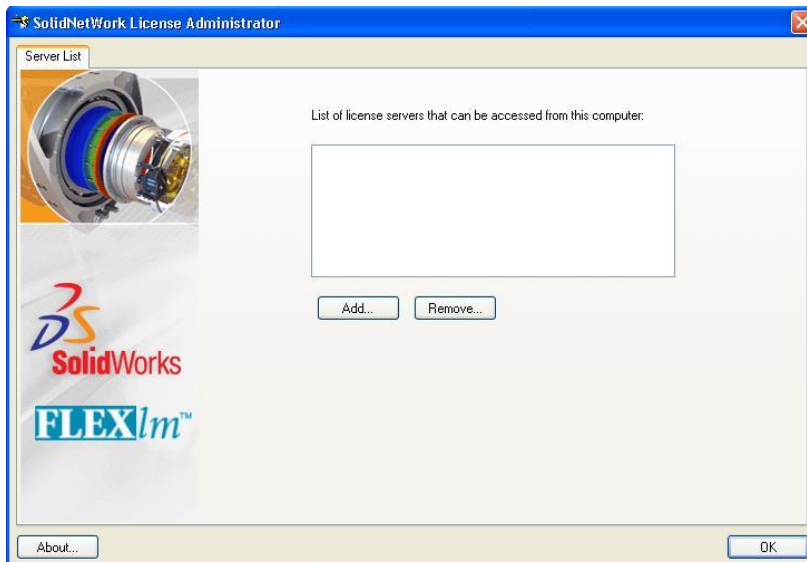 SolidNetWork License Administrator
Server List
List of license servers that can be accessed from this computer:
Add... Remove...
DS
SolidWorks
FLEXlm™
About... OK